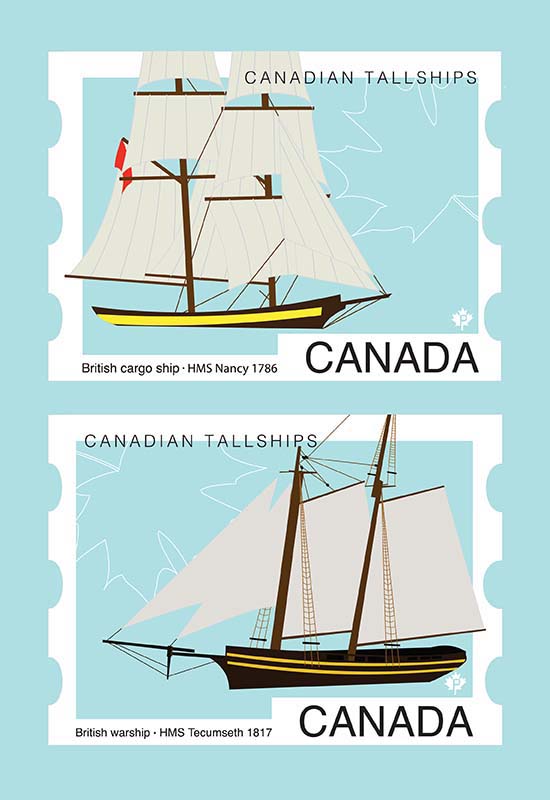 CANADIAN TALLSHIPS
P
British cargo ship · HMS Nancy 1786
CANADA
CANADIAN TALLSHIPS
P
British warship · HMS Tecumseth 1817
CANADA